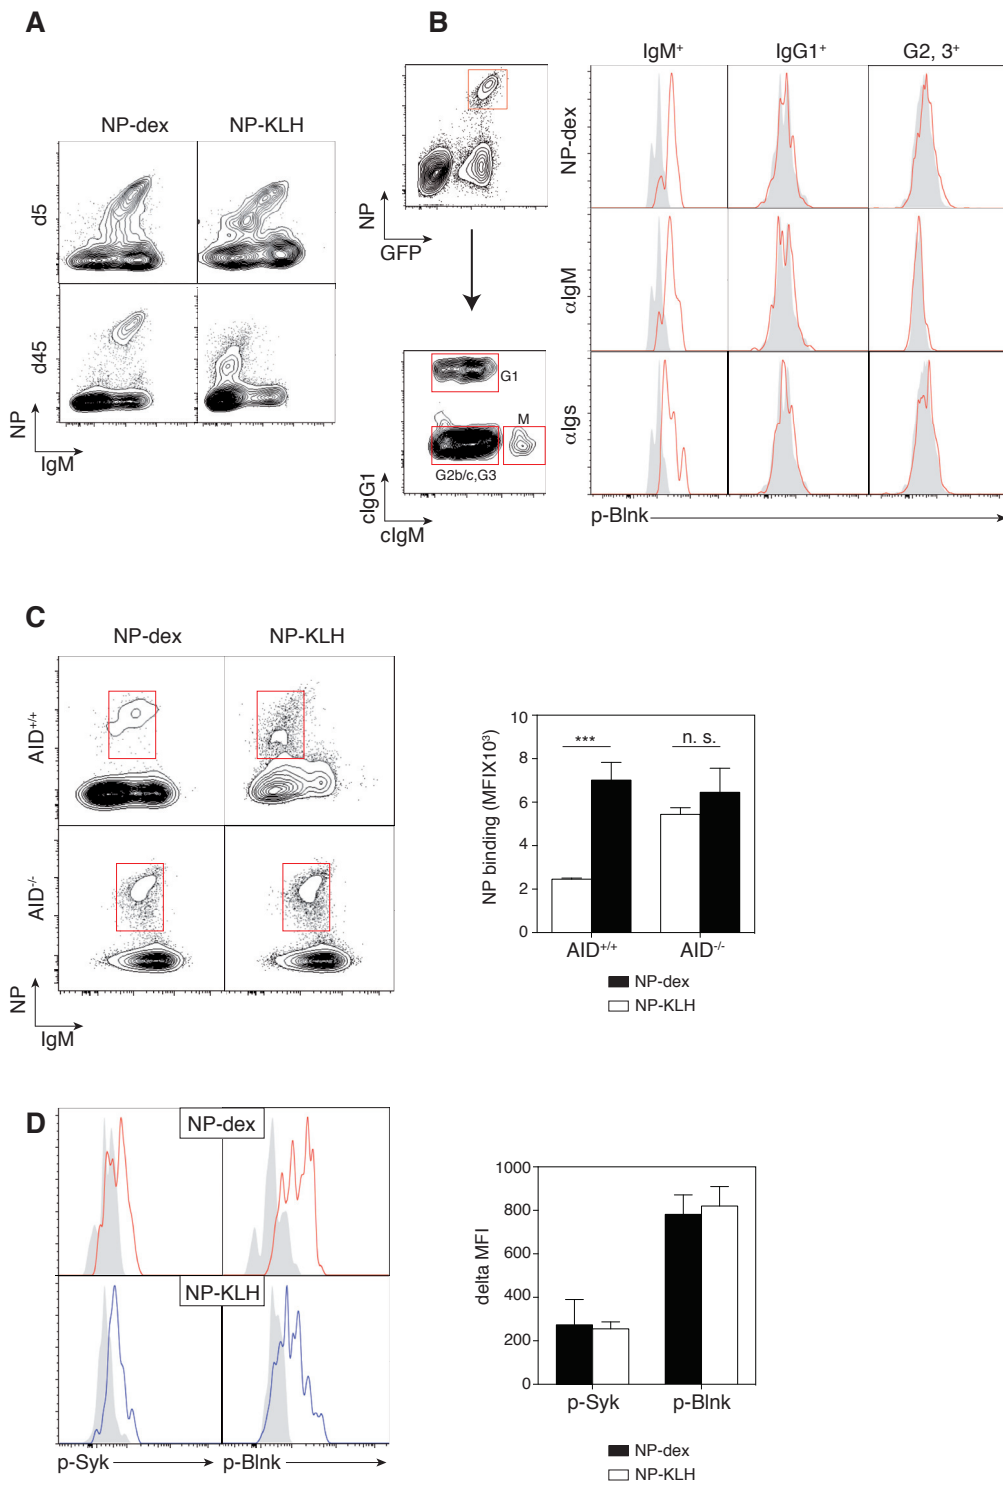 A
NP-dex NP-KLH
d5
d45
NP
IgM
B
IgM+ IgG1+ G2, 3+
NP
GFP
G1
M
G2b/c,G3
cIgG1
cIgM
NP-dex
αIgM
αIgs
p-Blnk
C
NP-dex NP-KLH
AID+/+
AID-/-
NP
IgM
NP binding (MFIX10³)
10
8
6
4
2
0
*** n. s.
AID+/+ AID-/-
NP-dex
NP-KLH
D
NP-dex
NP-KLH
p-Syk p-Blnk
delta MFI
1000
800
600
400
200
0
p-Syk p-Blnk
NP-dex
NP-KLH